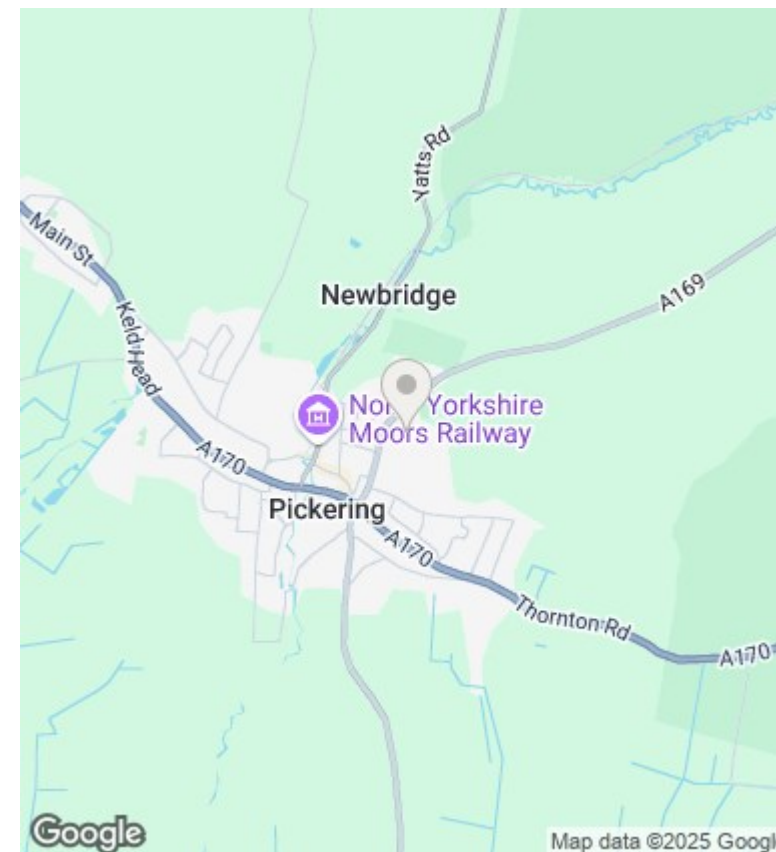 Yatts Rd
Main St
Newbridge
A169
Keld Head
Yorkshire
Moors Railway
A170
Pickering
A170
Thornton Rd
A170
Google
Map data ©2025 Googl